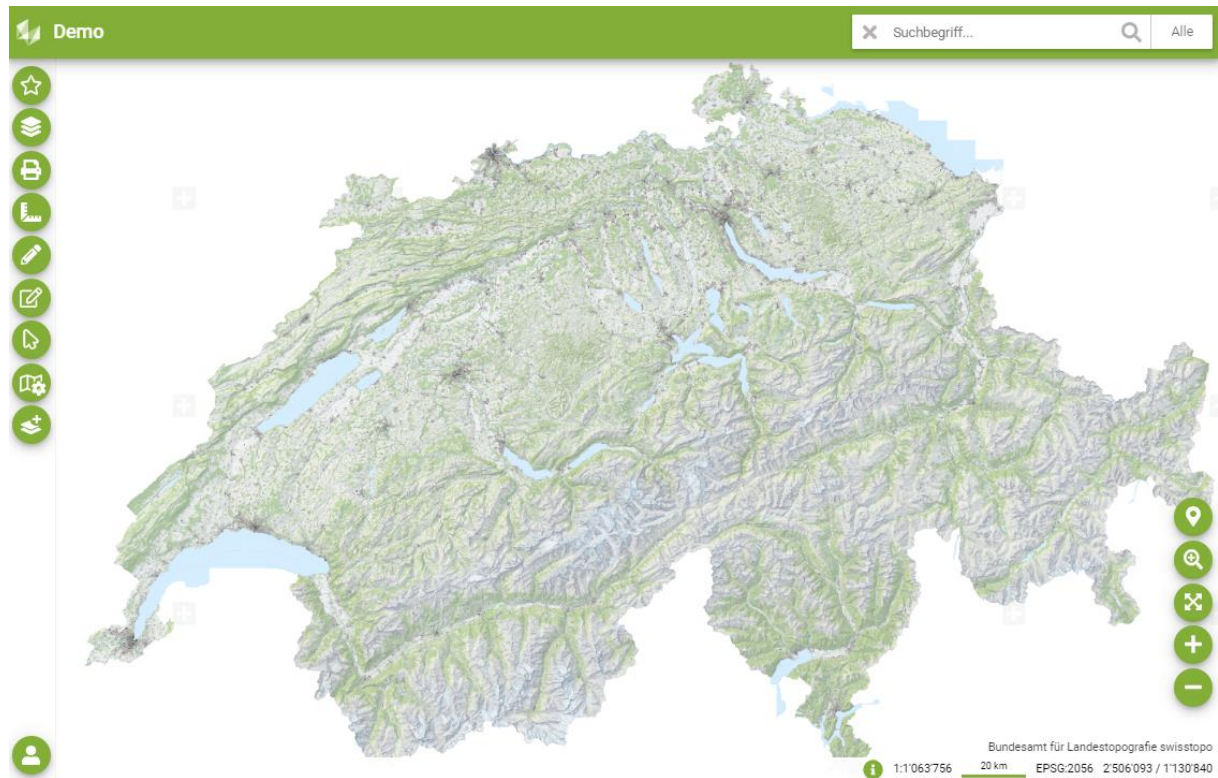 Demo
Suchbegriff...
Alle
Bundesamt für Landestopografie swisstopo
1:1'063'756 20 km EPSG:2056 2'506'093 / 1'130'840